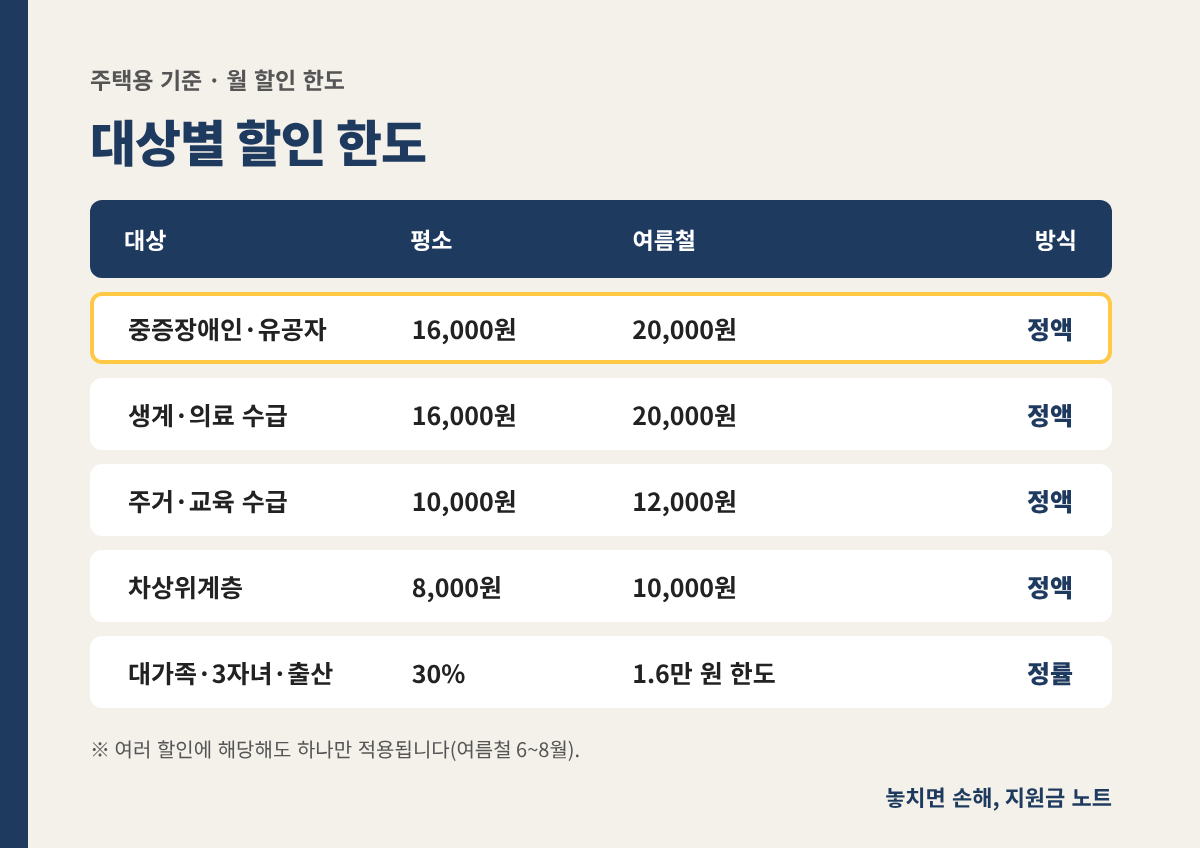 주택용 기준 · 월 할인 한도
대상별 할인 한도
대상 평소 여름철 방식
중증장애인·유공자 16,000원 20,000원 정액
생계·의료 수급 16,000원 20,000원 정액
주거·교육 수급 10,000원 12,000원 정액
차상위계층 8,000원 10,000원 정액
대가족·3자녀·출산 30% 1.6만 원 한도 정률
※ 여러 할인에 해당해도 하나만 적용됩니다(여름철 6~8월).
놓치면 손해, 지원금 노트